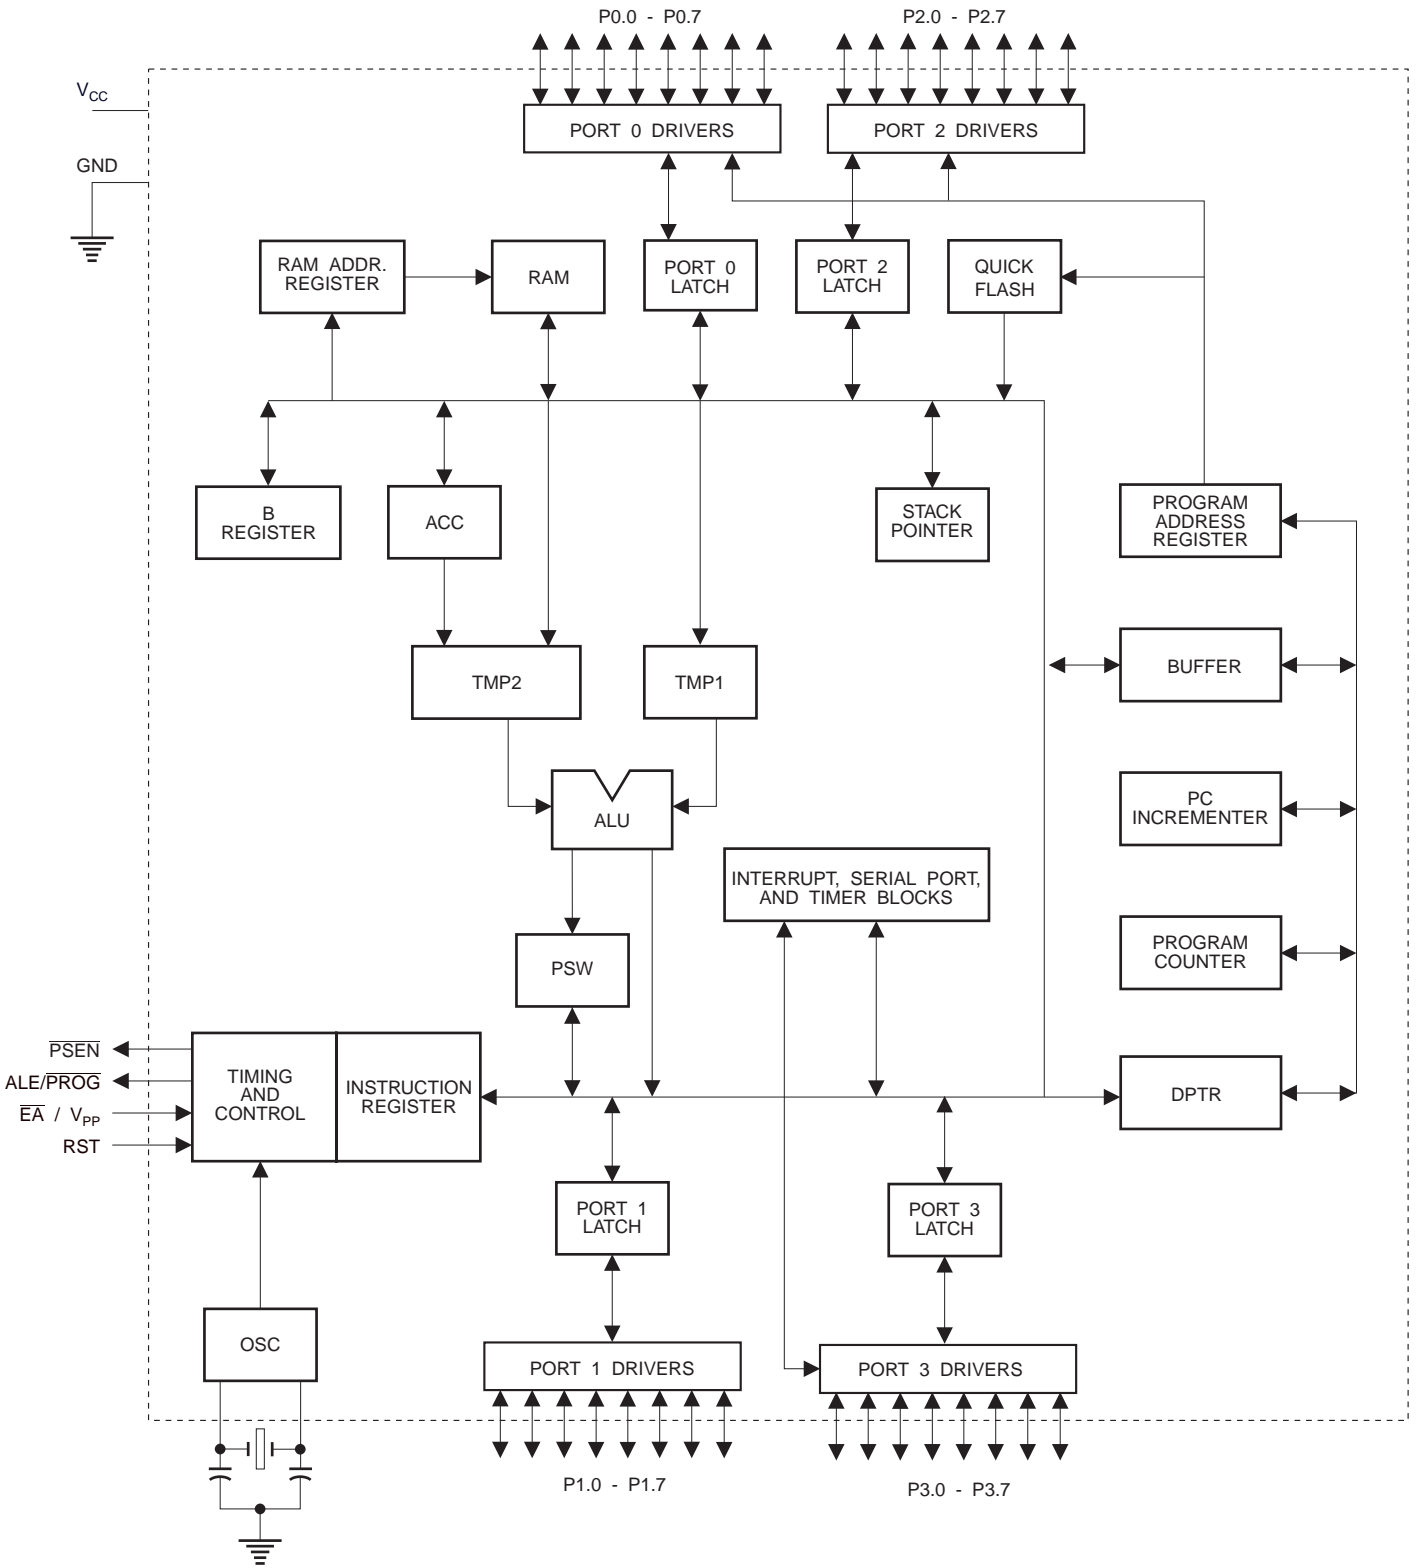 P0.0 - P0.7
P2.0 - P2.7
VCC
GND
PORT 0 DRIVERS
PORT 2 DRIVERS
RAM ADDR.
REGISTER
RAM
PORT 0
LATCH
PORT 2
LATCH
QUICK
FLASH
B
REGISTER
ACC
STACK
POINTER
PROGRAM
ADDRESS
REGISTER
TMP2
TMP1
BUFFER
ALU
PC
INCREMENTER
INTERRUPT, SERIAL PORT,
AND TIMER BLOCKS
PSW
PROGRAM
COUNTER
PSEN
ALE/PROG
EA / VPP
RST
TIMING
AND
CONTROL
INSTRUCTION
REGISTER
DPTR
PORT 1
LATCH
PORT 3
LATCH
OSC
PORT 1 DRIVERS
PORT 3 DRIVERS
P1.0 - P1.7
P3.0 - P3.7